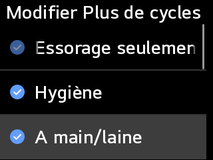 Modifier Plus de cycles
Essorage seulemen
Hygiène
A main/laine